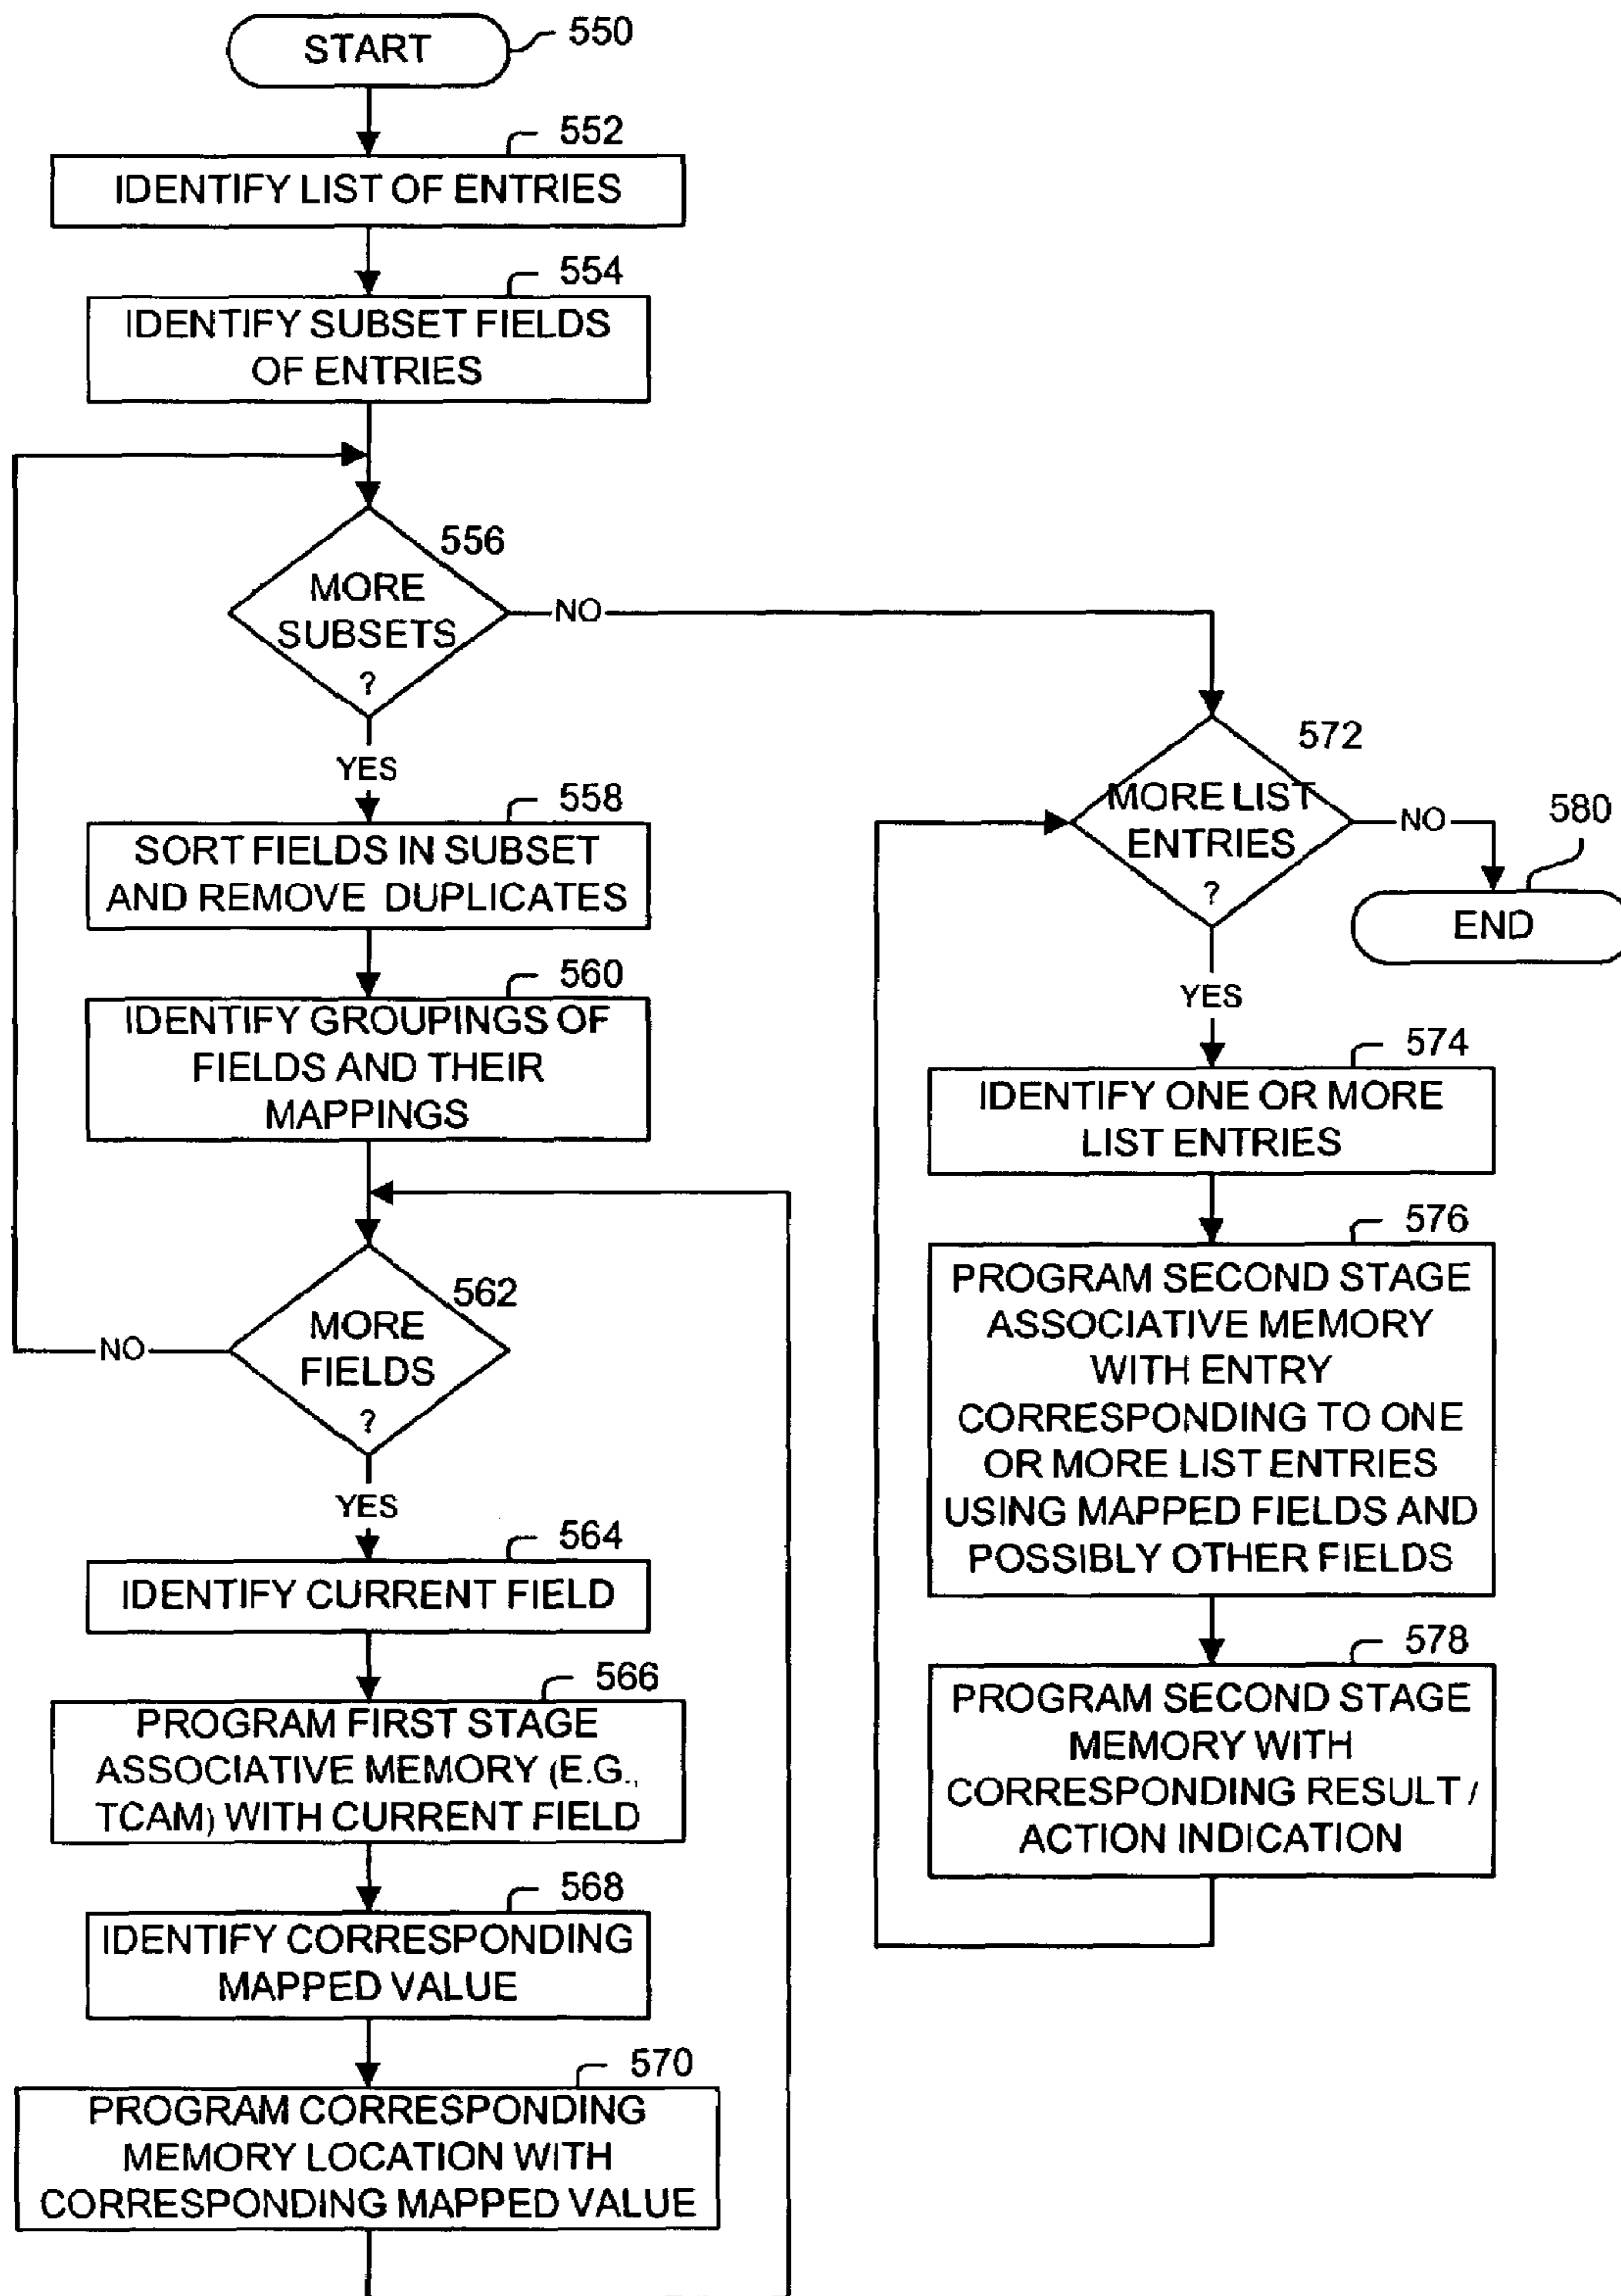 START
550
552
IDENTIFY LIST OF ENTRIES
554
IDENTIFY SUBSET FIELDS
OF ENTRIES
556
MORE
SUBSETS
?
NO
YES
558
SORT FIELDS IN SUBSET
AND REMOVE DUPLICATES
560
IDENTIFY GROUPINGS OF
FIELDS AND THEIR
MAPPINGS
562
MORE
FIELDS
?
NO
YES
564
IDENTIFY CURRENT FIELD
566
PROGRAM FIRST STAGE
ASSOCIATIVE MEMORY (E.G.,
TCAM) WITH CURRENT FIELD
568
IDENTIFY CORRESPONDING
MAPPED VALUE
570
PROGRAM CORRESPONDING
MEMORY LOCATION WITH
CORRESPONDING MAPPED VALUE
572
MORE LIST
ENTRIES
?
NO
580
END
YES
574
IDENTIFY ONE OR MORE
LIST ENTRIES
576
PROGRAM SECOND STAGE
ASSOCIATIVE MEMORY
WITH ENTRY
CORRESPONDING TO ONE
OR MORE LIST ENTRIES
USING MAPPED FIELDS AND
POSSIBLY OTHER FIELDS
578
PROGRAM SECOND STAGE
MEMORY WITH
CORRESPONDING RESULT /
ACTION INDICATION